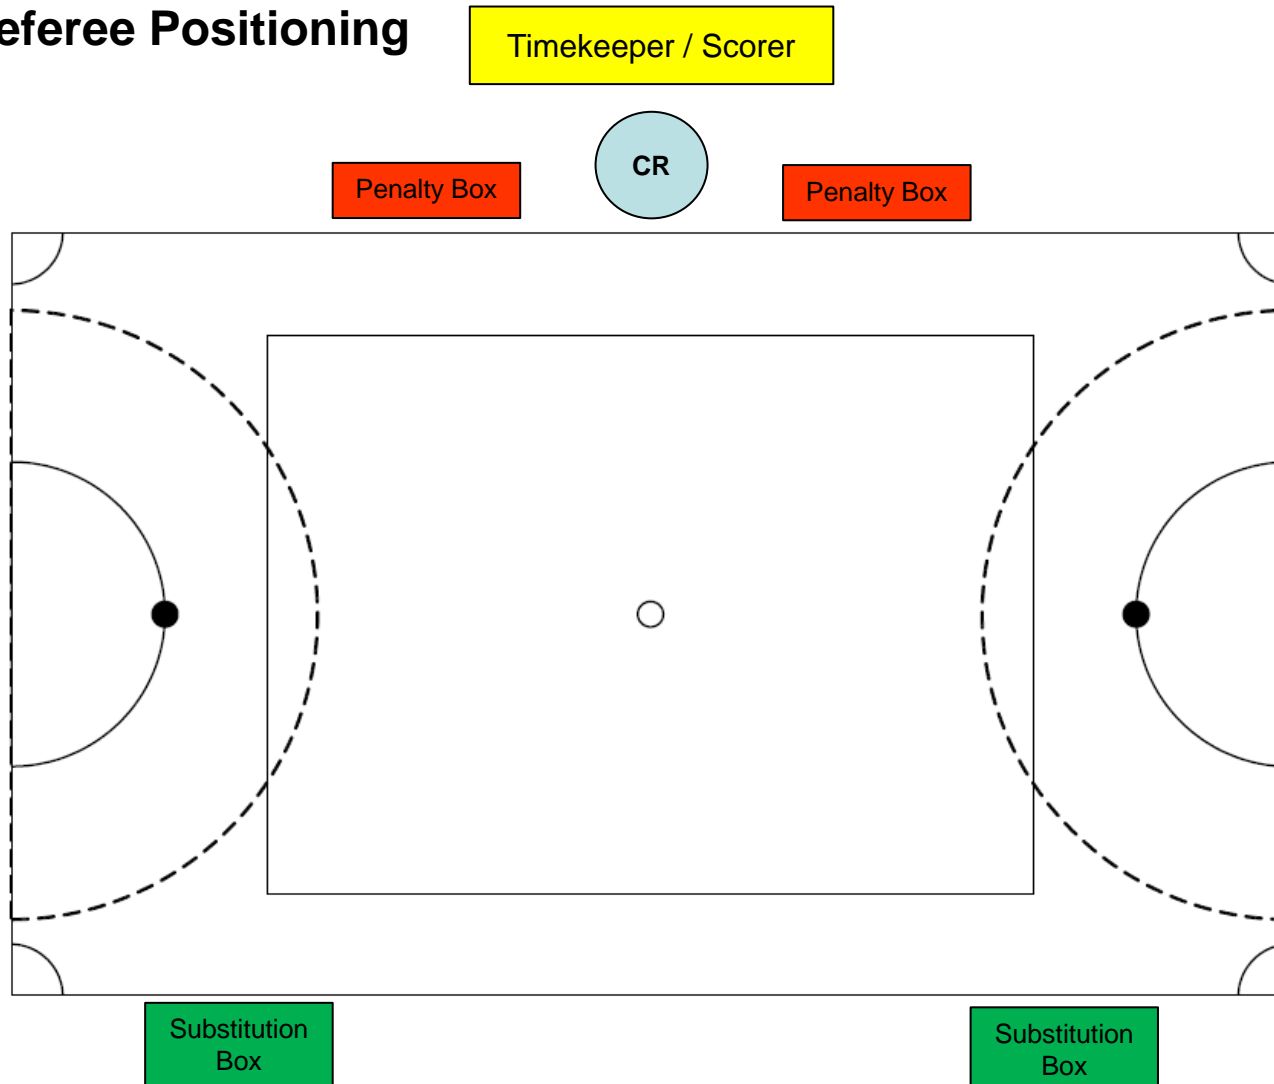 eferee Positioning
Timekeeper / Scorer
CR
Penalty Box
Penalty Box
Substitution
Box
Substitution
Box